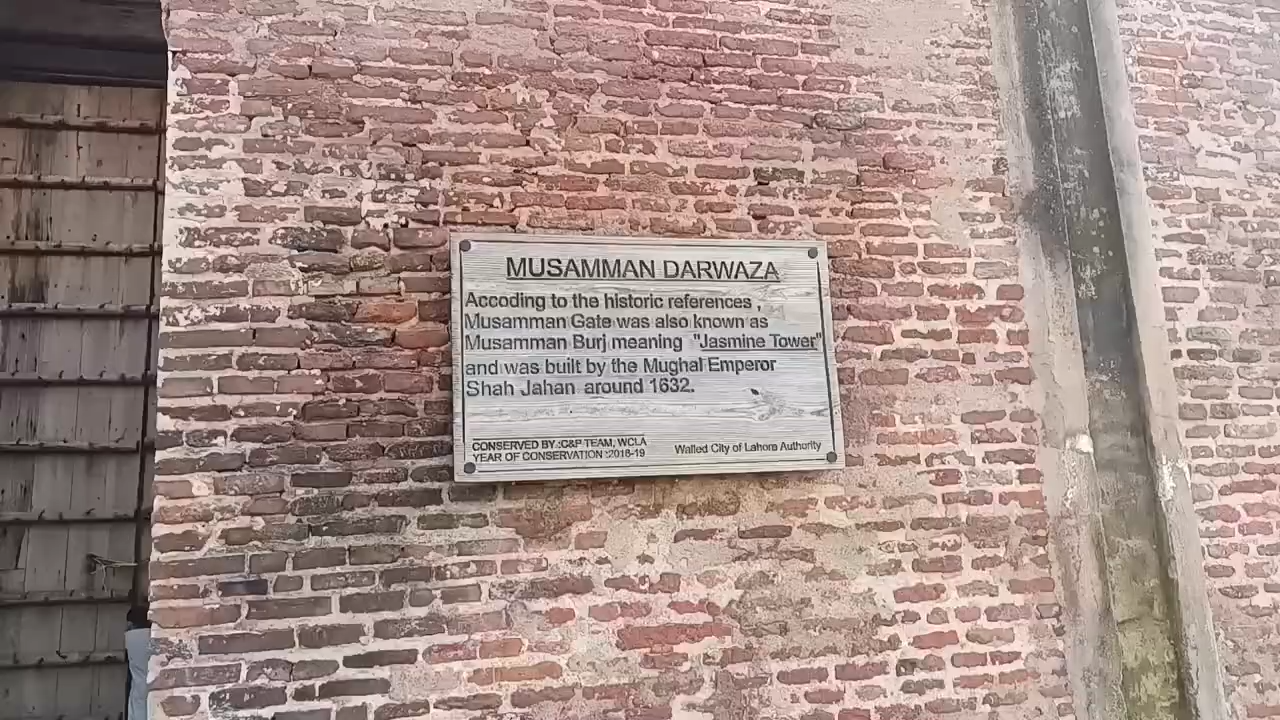 MUSAMMAN DARWAZA
Accoding to the historic references ,
Musamman Gate was also known as
Musamman Burj meaning "Jasmine Tower"
and was built by the Mughal Emperor
Shah Jahan around 1632.
CONSERVED BY :C&P TEAM, WCLA
YEAR OF CONSERVATION :2018-19
Walled City of Lahore Authority